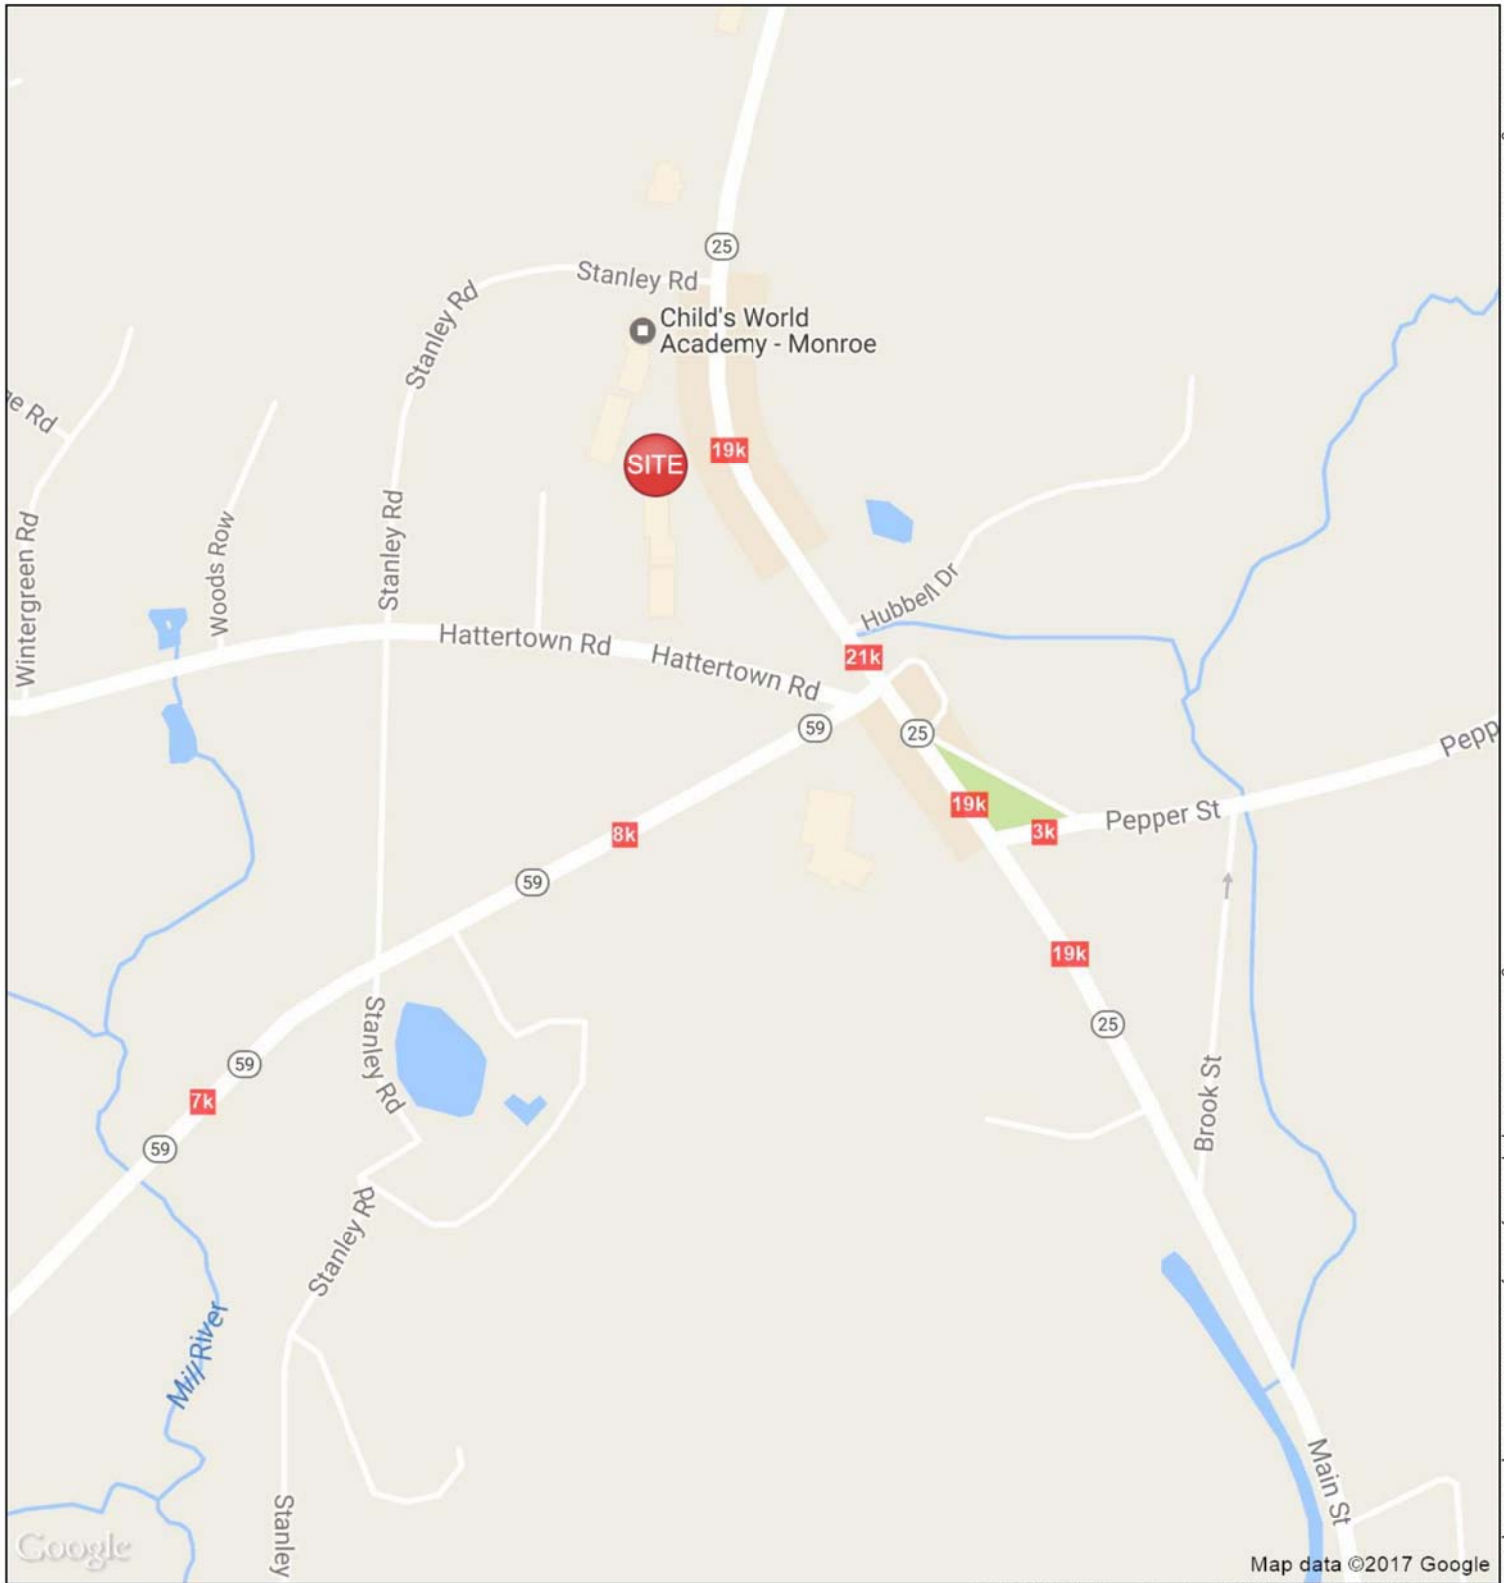 25
Stanley Rd
Stanley Rd
Child's World
Academy - Monroe
Rd
19k
SITE
Stanley Rd
Wintergreen Rd
Woods Row
Hubbell Dr
Hattertown Rd
Hattertown Rd
21k
59
25
Pepp
19k
Pepper St
3k
8k
59
19k
25
Stanley Rd
59
7k
Brook St
59
Stanley Rd
Mill River
Main St
Stanley
Google
Map data ©2017 Google